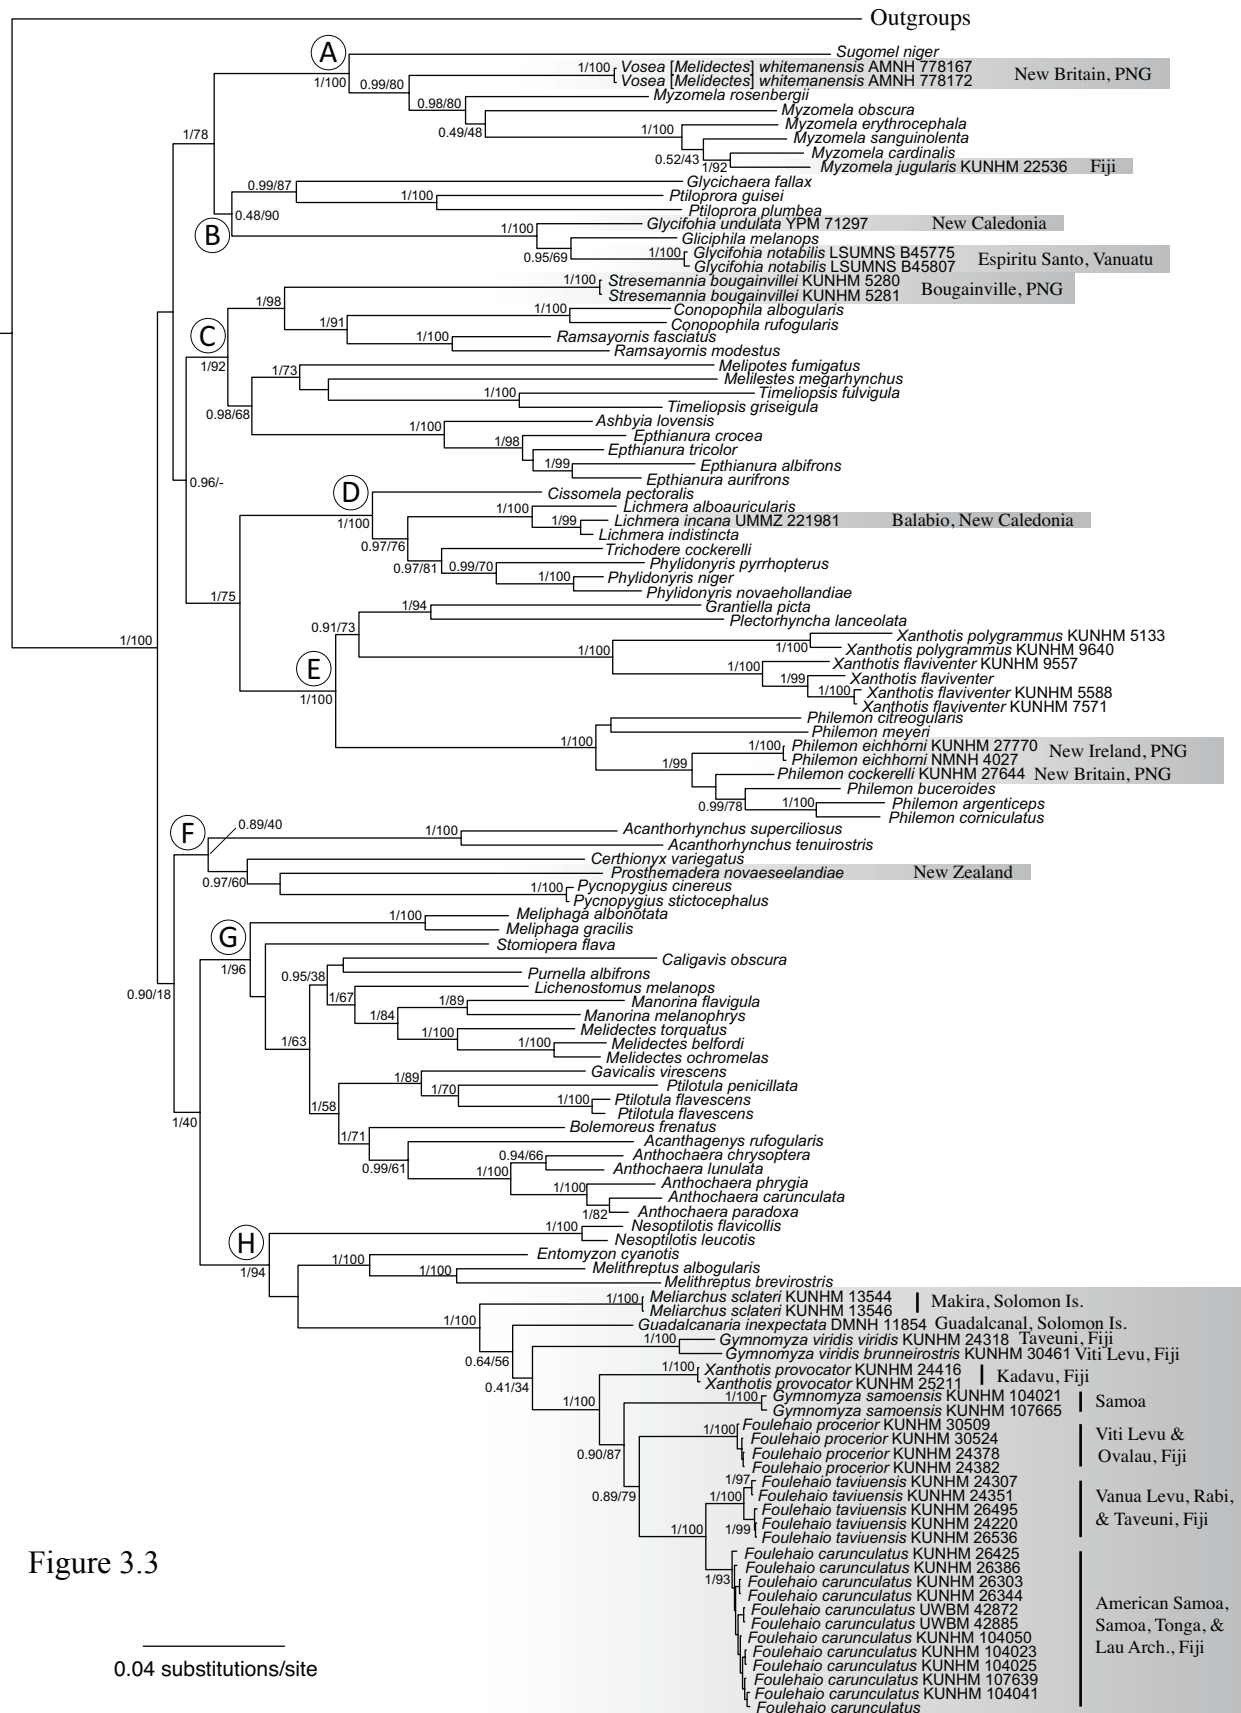 Outgroups
A
Sugomel niger
1/100
0.99/80
1/100
Vosea [Melidectes] whitemanensis AMNH 778167
Vosea [Melidectes] whitemanensis AMNH 778172
New Britain, PNG
0.98/80
Myzomela rosenbergii
0.49/48
Myzomela obscura
1/78
1/100
Myzomela erythrocephala
Myzomela sanguinolenta
0.52/43
Myzomela cardinalis
1/92
Myzomela jugularis KUNHM 22536
Fiji
0.99/87
Glycichaera fallax
1/100
Ptiloprora guisei
Ptiloprora plumbea
0.48/90
B
1/100
Glycifohia undulata YPM 71297
New Caledonia
Gliciphila melanops
0.95/69
1/100
Glycifohia notabilis LSUMNS B45775
Glycifohia notabilis LSUMNS B45807
Espiritu Santo, Vanuatu
1/100
Stresemannia bougainvillei KUNHM 5280
Stresemannia bougainvillei KUNHM 5281
Bougainville, PNG
1/98
1/100
Conopophila albogularis
Conopophila rufogularis
1/91
C
1/100
Ramsayornis fasciatus
Ramsayornis modestus
1/92
1/73
Melipotes fumigatus
Melilestes megarhynchus
1/100
Timeliopsis fulvigula
Timeliopsis griseigula
0.98/68
1/100
Ashbyia lovensis
1/98
Epthianura crocea
Epthianura tricolor
1/99
Epthianura albifrons
Epthianura aurifrons
0.96/-
D
Cissomela pectoralis
1/100
1/100
Lichmera alboauricularis
1/99
Lichmera incana UMMZ 221981
Balabio, New Caledonia
Lichmera indistincta
0.97/76
Trichodere cockerelli
0.97/81
0.99/70
Phylidonyris pyrrhopterus
1/100
Phylidonyris niger
Phylidonyris novaehollandiae
1/75
1/94
Grantiella picta
Plectorhyncha lanceolata
0.91/73
1/100
Xanthotis polygrammus KUNHM 5133
1/100
Xanthotis polygrammus KUNHM 9640
1/100
E
1/100
Xanthotis flaviventer KUNHM 9557
1/99
Xanthotis flaviventer
1/100
Xanthotis flaviventer KUNHM 5588
Xanthotis flaviventer KUNHM 7571
1/100
Philemon citreogularis
Philemon meyeri
1/100
1/100
Philemon eichhorni KUNHM 27770
Philemon eichhorni NMNH 4027
New Ireland, PNG
1/99
Philemon cockerelli KUNHM 27644
New Britain, PNG
Philemon buceroides
0.99/78
1/100
Philemon argenticeps
Philemon corniculatus
F
0.89/40
1/100
Acanthorhynchus superciliosus
Acanthorhynchus tenuirostris
Certhionyx variegatus
0.97/60
Prosthemadera novaeseelandiae
New Zealand
1/100
Pycnopygius cinereus
Pycnopygius stictocephalus
1/100
Meliphaga albonotata
Meliphaga gracilis
G
Stomiopera flava
1/96
0.90/18
0.95/38
Caligavis obscura
Purnella albifrons
1/67
Lichenostomus melanops
1/89
Manorina flavigula
Manorina melanophrys
1/84
1/100
Melidectes torquatus
1/100
Melidectes belfordi
Melidectes ochromelas
1/63
1/89
Gavicalis virescens
1/70
Ptilotula penicillata
1/100
Ptilotula flavescens
Ptilotula flavescens
1/58
1/40
1/71
Bolemoreus frenatus
Acanthagenys rufogularis
0.99/61
0.94/66
Anthochaera chrysoptera
Anthochaera lunulata
1/100
1/100
Anthochaera phrygia
Anthochaera carunculata
1/82
Anthochaera paradoxa
H
1/100
Nesoptilotis flavicollis
Nesoptilotis leucotis
1/94
1/100
Entomyzon cyanotis
1/100
Melithreptus albogularis
Melithreptus brevirostris
1/100
Meliarchus sclateri KUNHM 13544
Meliarchus sclateri KUNHM 13546
Makira, Solomon Is.
1/100
Guadalcanaria inexpectata DMNH 11854
Guadalcanal, Solomon Is.
0.64/56
1/100
Gymnomyza viridis viridis KUNHM 24318
Taveuni, Fiji
Gymnomyza viridis brunneirostris KUNHM 30461
Viti Levu, Fiji
0.41/34
1/100
Xanthotis provocator KUNHM 24416
Xanthotis provocator KUNHM 25211
Kadavu, Fiji
1/100
1/100
Gymnomyza samoensis KUNHM 104021
Gymnomyza samoensis KUNHM 107665
Samoa
0.90/87
1/100
Foulehaio procerior KUNHM 30509
Foulehaio procerior KUNHM 30524
Foulehaio procerior KUNHM 24378
Foulehaio procerior KUNHM 24382
Viti Levu &
Ovalau, Fiji
0.89/79
1/97
Foulehaio taviuensis KUNHM 24307
Foulehaio taviuensis KUNHM 24351
1/100
Foulehaio taviuensis KUNHM 26495
1/99
Foulehaio taviuensis KUNHM 24220
Foulehaio taviuensis KUNHM 26536
Vanua Levu, Rabi,
& Taveuni, Fiji
1/100
1/93
Foulehaio carunculatus KUNHM 26425
Foulehaio carunculatus KUNHM 26386
Foulehaio carunculatus KUNHM 26303
Foulehaio carunculatus KUNHM 26344
Foulehaio carunculatus UWBM 42872
Foulehaio carunculatus UWBM 42885
Foulehaio carunculatus KUNHM 104050
Foulehaio carunculatus KUNHM 104023
Foulehaio carunculatus KUNHM 104025
Foulehaio carunculatus KUNHM 107639
Foulehaio carunculatus KUNHM 104041
Foulehaio carunculatus
American Samoa,
Samoa, Tonga, &
Lau Arch., Fiji
Figure 3.3
0.04 substitutions/site